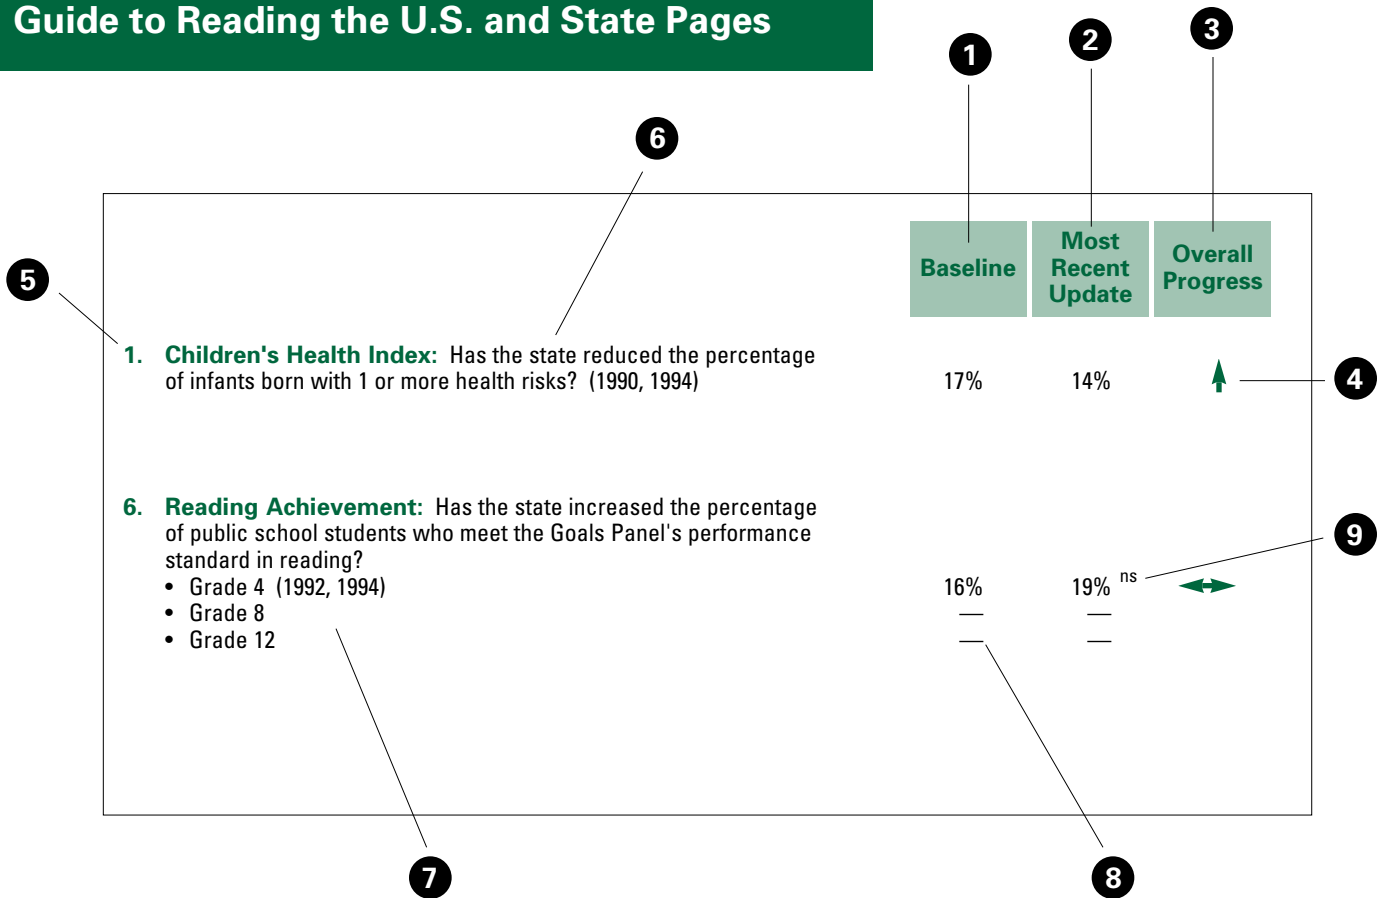 Guide to Reading the U.S. and State Pages
1
2
3
6
Baseline
Most
Recent
Update
Overall
Progress
5
1. Children's Health Index: Has the state reduced the percentage
of infants born with 1 or more health risks? (1990, 1994) 17% 14%
4
6. Reading Achievement: Has the state increased the percentage
of public school students who meet the Goals Panel's performance
standard in reading?
9
• Grade 4 (1992, 1994) 16% 19% ns
• Grade 8 — —
• Grade 12 — —
7
8